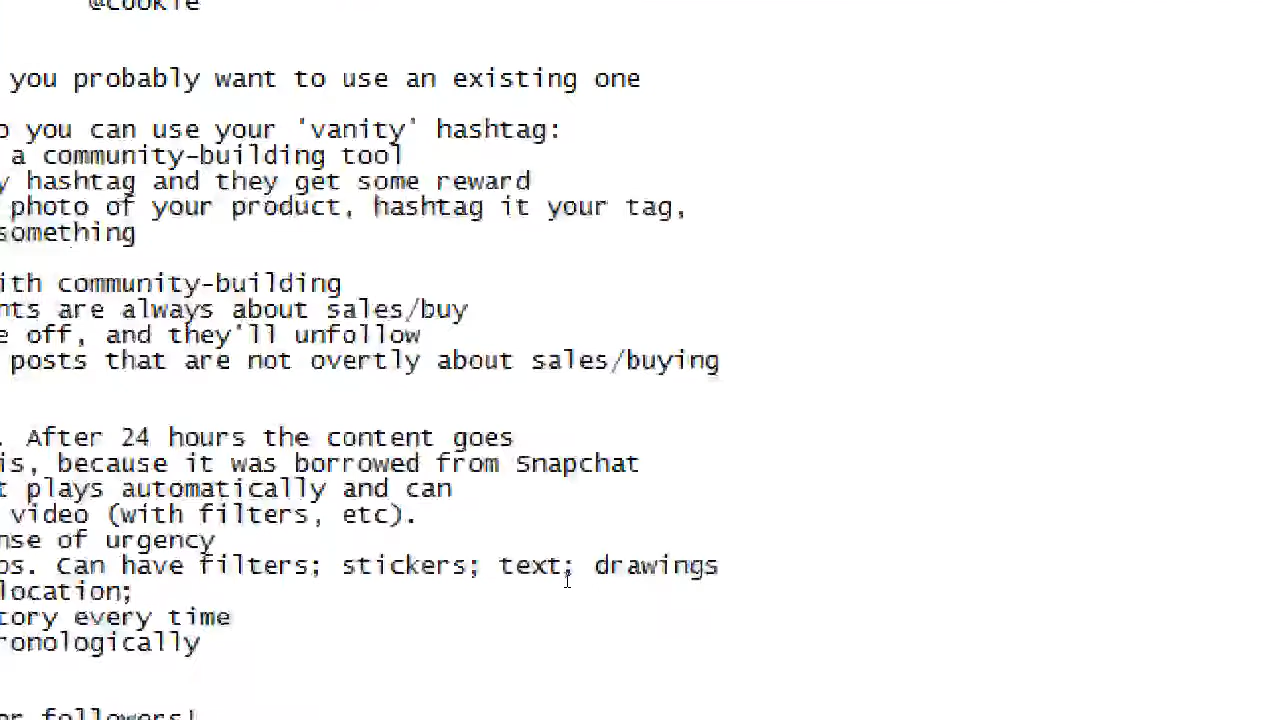 @cookie
you probably want to use an existing one
you can use your 'vanity' hashtag:
a community-building tool
hashtag and they get some reward
photo of your product, hashtag it your tag,
something
community-building
are always about sales/buy
off, and they'll unfollow
posts that are not overtly about sales/buying
. After 24 hours the content goes
because it was borrowed from Snapchat
plays automatically and can
video (with filters, etc).
of urgency
Can have filters; stickers; text; drawings
location;
every time
followers!